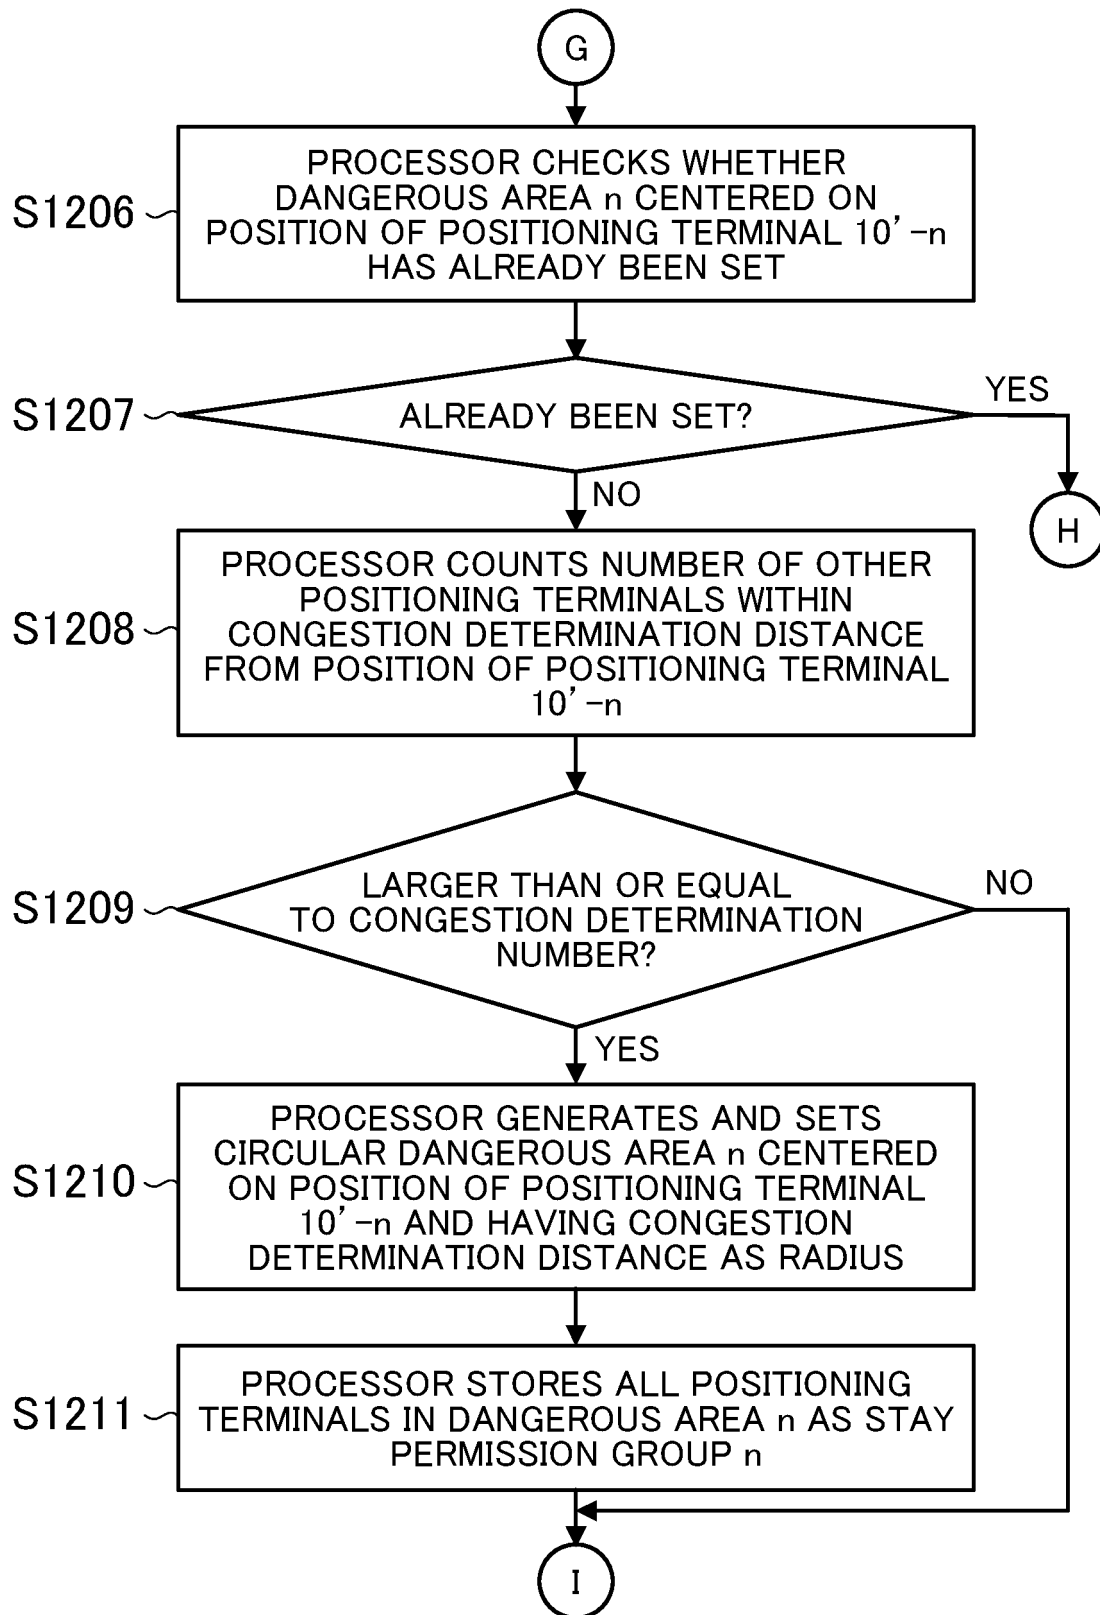 G
S1206
PROCESSOR CHECKS WHETHER
DANGEROUS AREA n CENTERED ON
POSITION OF POSITIONING TERMINAL 10'-n
HAS ALREADY BEEN SET
S1207
ALREADY BEEN SET?
YES
NO
H
S1208
PROCESSOR COUNTS NUMBER OF OTHER
POSITIONING TERMINALS WITHIN
CONGESTION DETERMINATION DISTANCE
FROM POSITION OF POSITIONING TERMINAL
10'-n
S1209
LARGER THAN OR EQUAL
TO CONGESTION DETERMINATION
NUMBER?
NO
YES
S1210
PROCESSOR GENERATES AND SETS
CIRCULAR DANGEROUS AREA n CENTERED
ON POSITION OF POSITIONING TERMINAL
10'-n AND HAVING CONGESTION
DETERMINATION DISTANCE AS RADIUS
S1211
PROCESSOR STORES ALL POSITIONING
TERMINALS IN DANGEROUS AREA n AS STAY
PERMISSION GROUP n
I